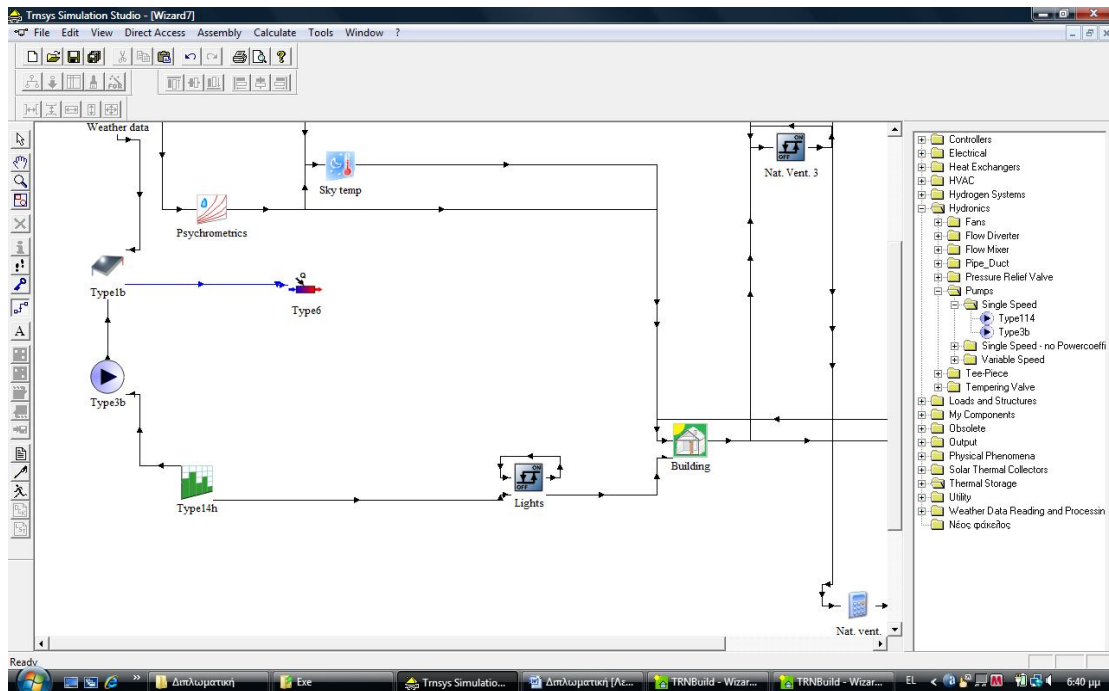 Trnsys Simulation Studio - [Wizard7]
File Edit View Direct Access Assembly Calculate Tools Window ?
Weather data
Sky temp
Psychrometrics
Nat. Vent. 3
Type1b
Type6
Type3b
Type14h
Lights
Building
Nat. vent.
Controllers
Electrical
Heat Exchangers
HVAC
Hydrogen Systems
Hydronics
Fans
Flow Diverter
Flow Mixer
Pipe_Duct
Pressure Relief Valve
Pumps
Single Speed
Type114
Type3b
Single Speed - no Powercoeffi
Variable Speed
Tee-Piece
Tempering Valve
Loads and Structures
My Components
Obsolete
Output
Physical Phenomena
Solar Thermal Collectors
Thermal Storage
Utility
Weather Data Reading and Processin
Νέος φάκελος
Ready
Διπλωματική
Exe
Trnsys Simulatio...
Διπλωματική [Λε...
TRNBuild - Wizar...
TRNBuild - Wizar...
EL
6:40 μμ